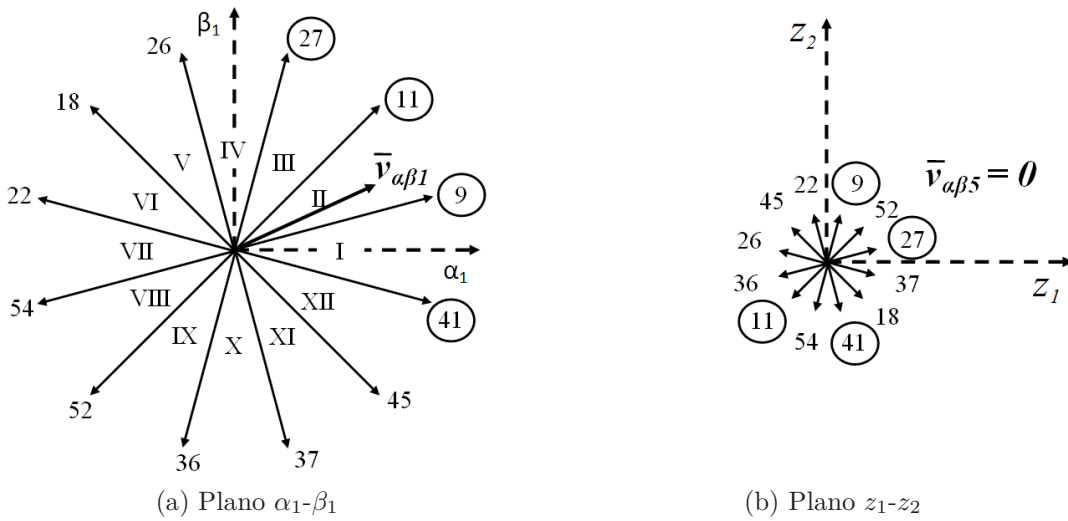 β1
26
27
18
11
IV
V
III
v̄αβ1
22
VI
II
9
VII
I
α1
54
VIII
XII
41
IX
X
XI
52
45
36
37
(a) Plano α1-β1
z2
v̄αβ5 = 0
22
9
45
52
26
27
36
37
z1
11
18
54
41
(b) Plano z1-z2